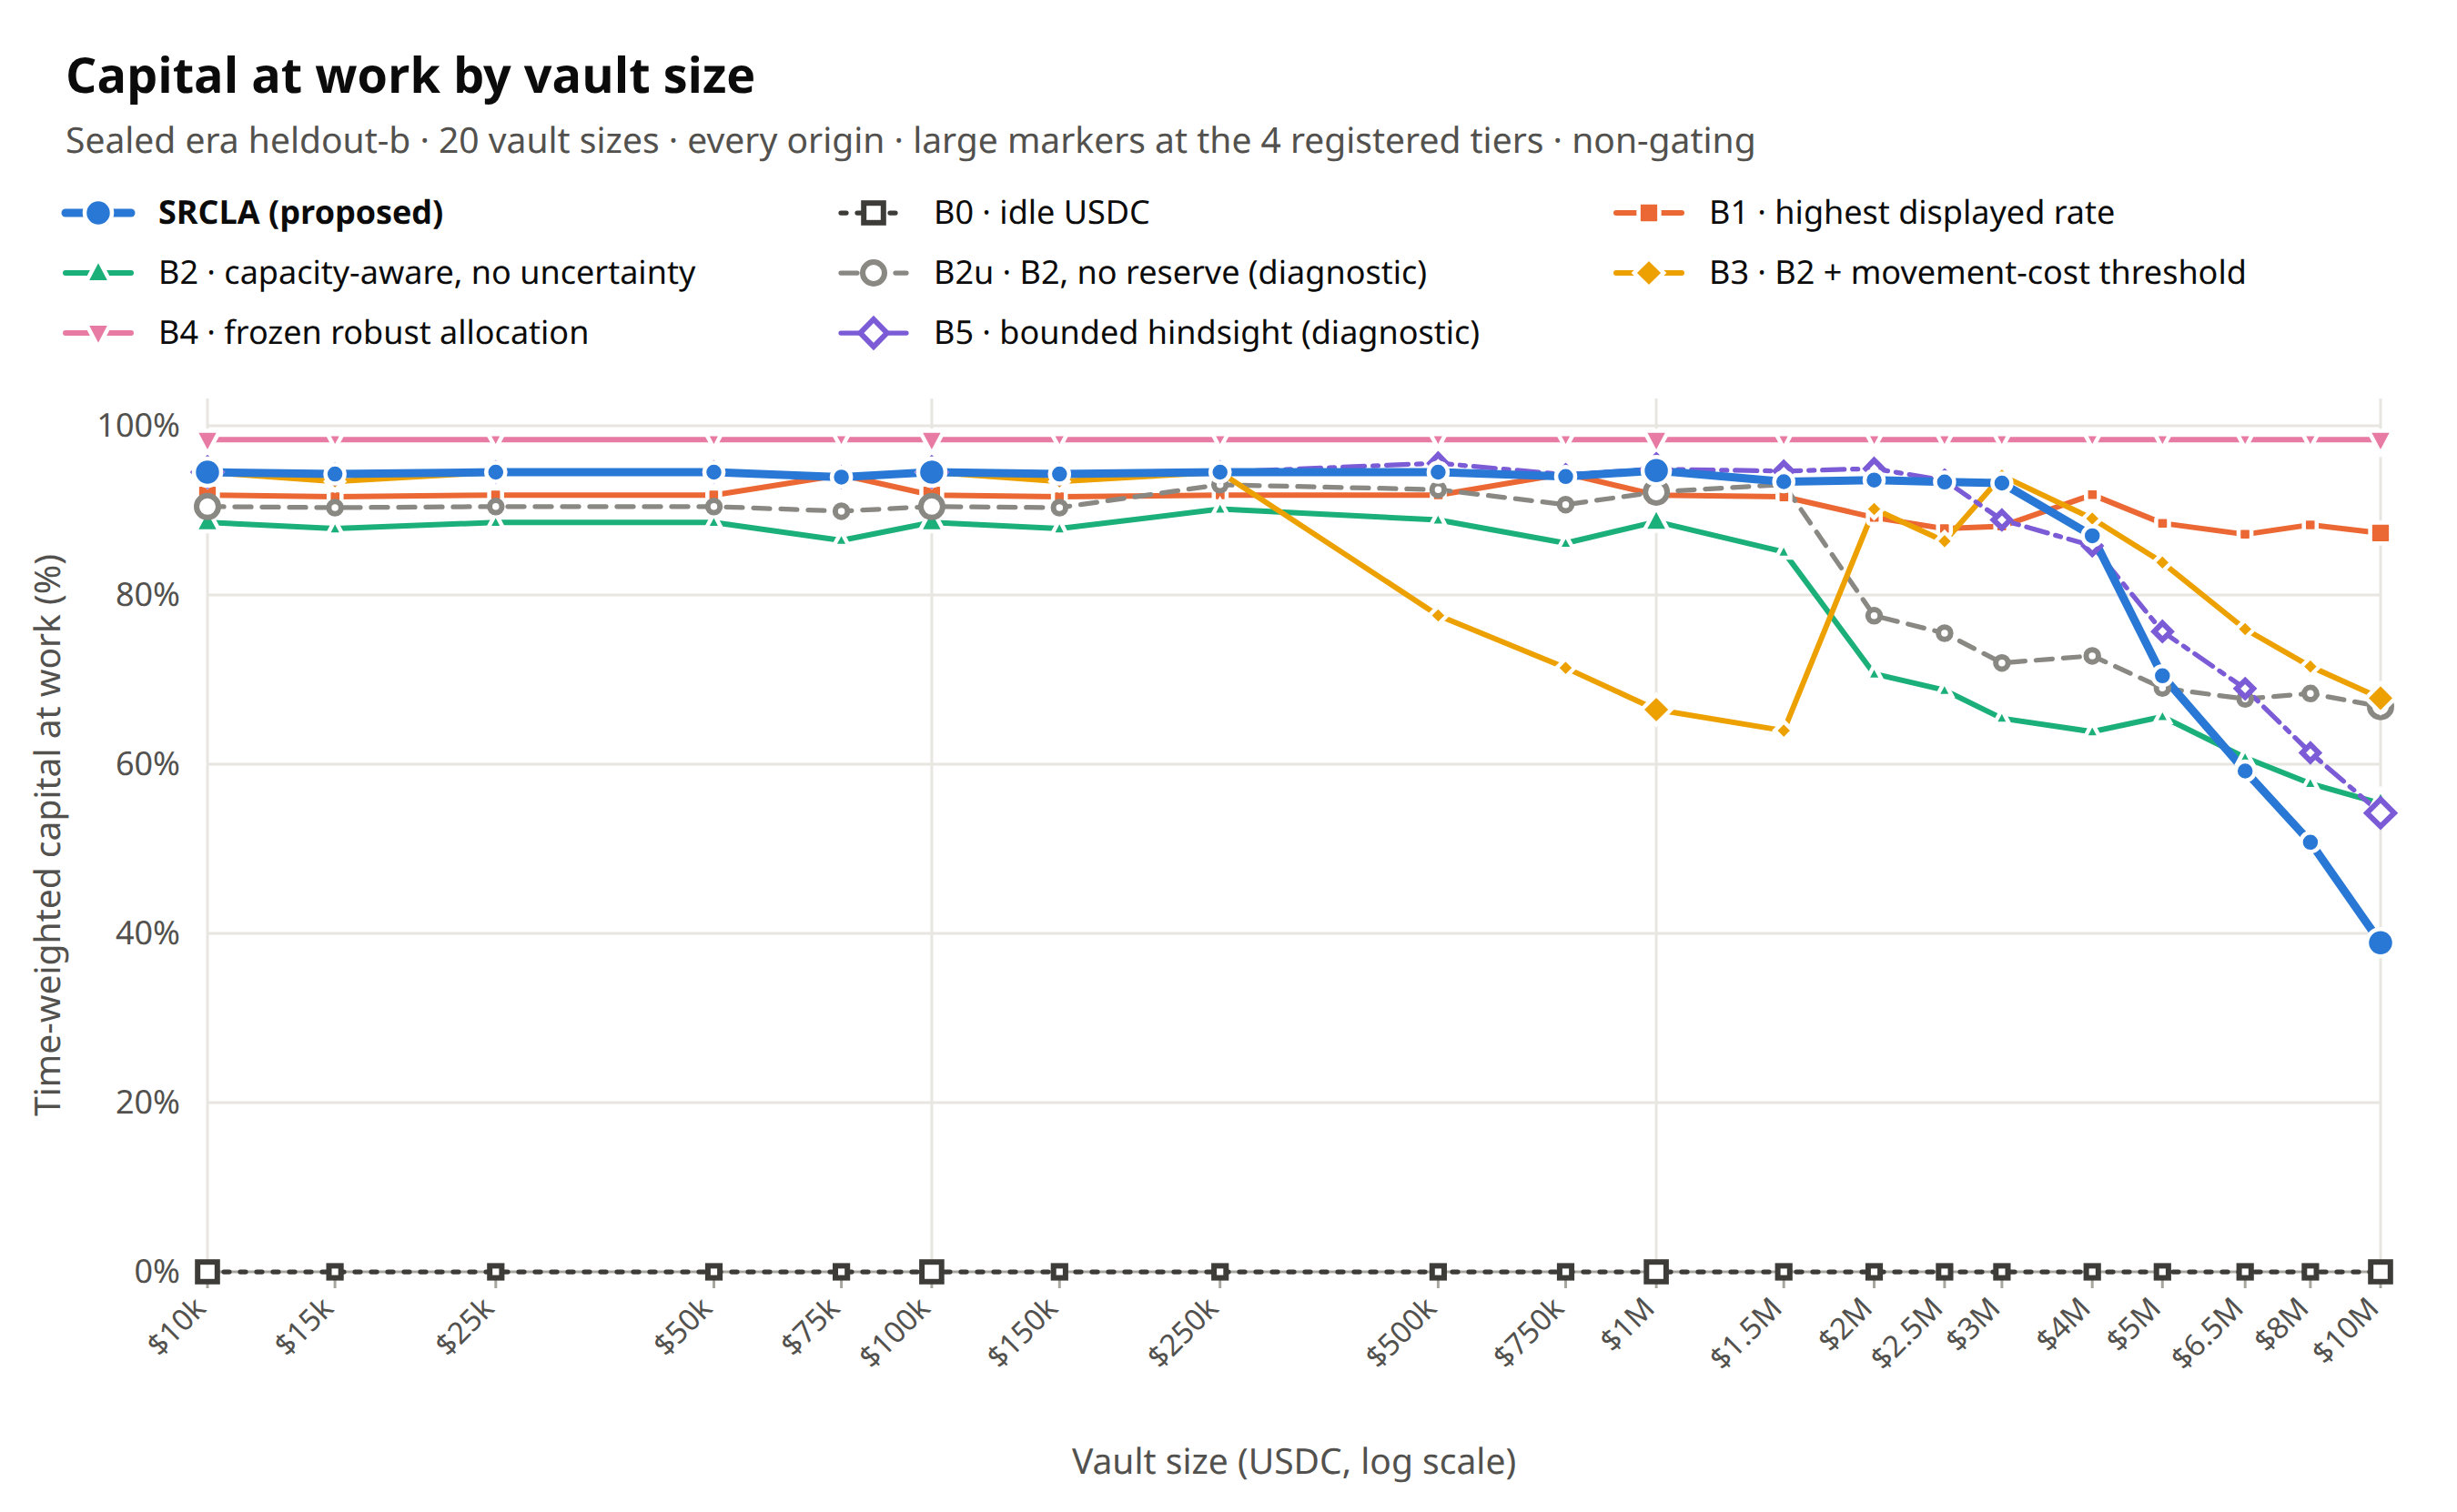 Capital at work by vault size
Sealed era heldout-b · 20 vault sizes · every origin · large markers at the 4 registered tiers · non-gating
SRCLA (proposed)
B0 · idle USDC
B1 · highest displayed rate
B2 · capacity-aware, no uncertainty
B2u · B2, no reserve (diagnostic)
B3 · B2 + movement-cost threshold
B4 · frozen robust allocation
B5 · bounded hindsight (diagnostic)
Time-weighted capital at work (%)
100%
80%
60%
40%
20%
0%
$10k
$15k
$25k
$50k
$75k
$100k
$150k
$250k
$500k
$750k
$1M
$1.5M
$2M
$2.5M
$3M
$4M
$5M
$6.5M
$8M
$10M
Vault size (USDC, log scale)